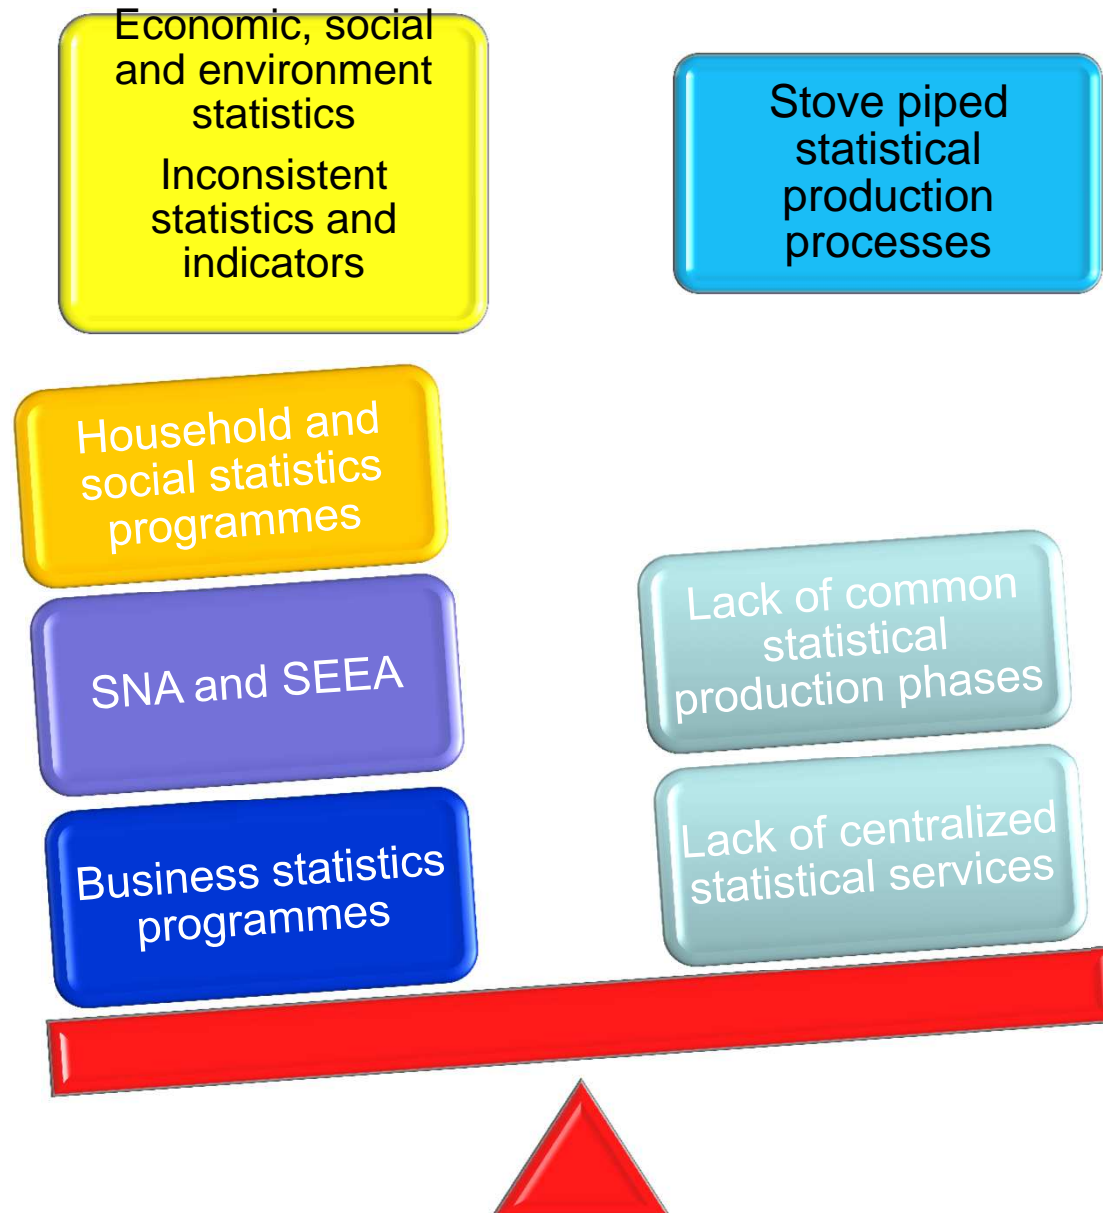 Economic, social
and environment
statistics
Inconsistent
statistics and
indicators
Stove piped
statistical
production
processes
Household and
social statistics
programmes
SNA and SEEA
Business statistics
programmes
Lack of common
statistical
production phases
Lack of centralized
statistical services